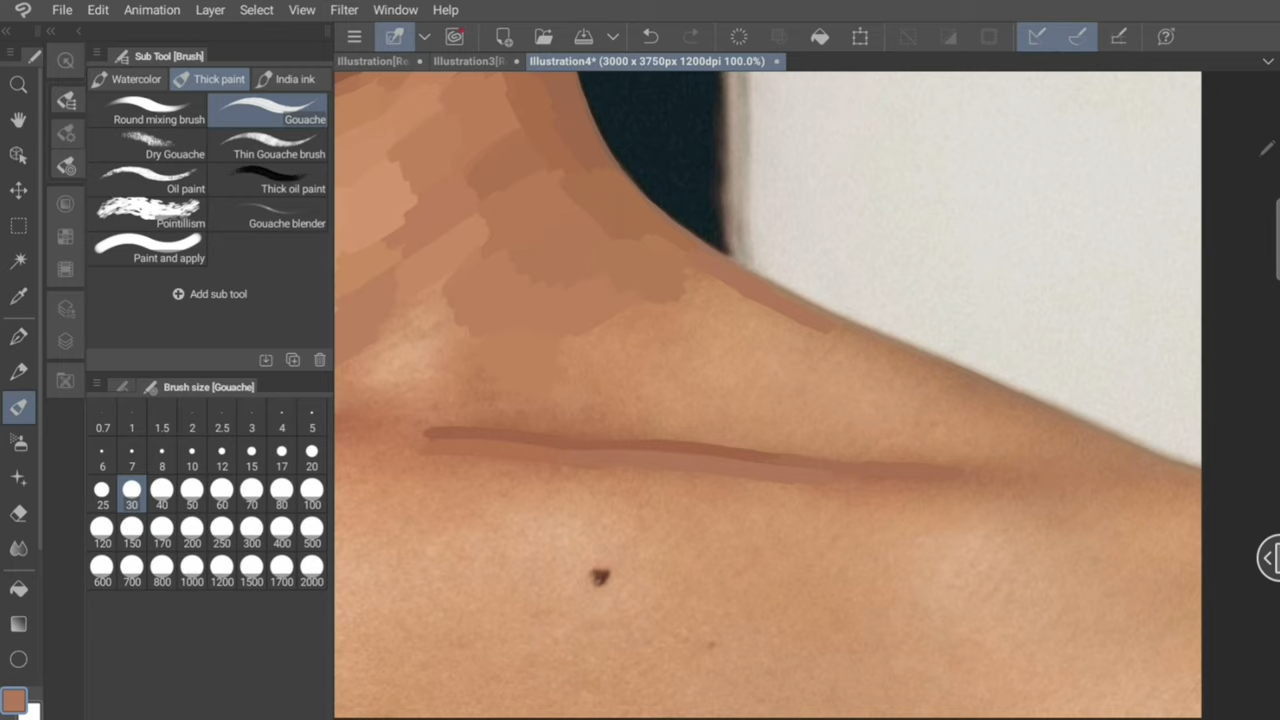 File Edit Animation Layer Select View Filter Window Help
Sub Tool [Brush]
Illustration[Re Illustration3[R Illustration4* (3000 x 3750px 1200dpi 100.0%)
Watercolor Thick paint India ink
Round mixing brush Gouache
Dry Gouache Thin Gouache brush
Oil paint Thick oil paint
Pointillism Gouache blender
Paint and apply
Add sub tool
Brush size [Gouache]
0.7 1 1.5 2 2.5 3 4 5
6 7 8 10 12 15 17 20
25 30 40 50 60 70 80 100
120 150 170 200 250 300 400 500
600 700 800 1000 1200 1500 1700 2000